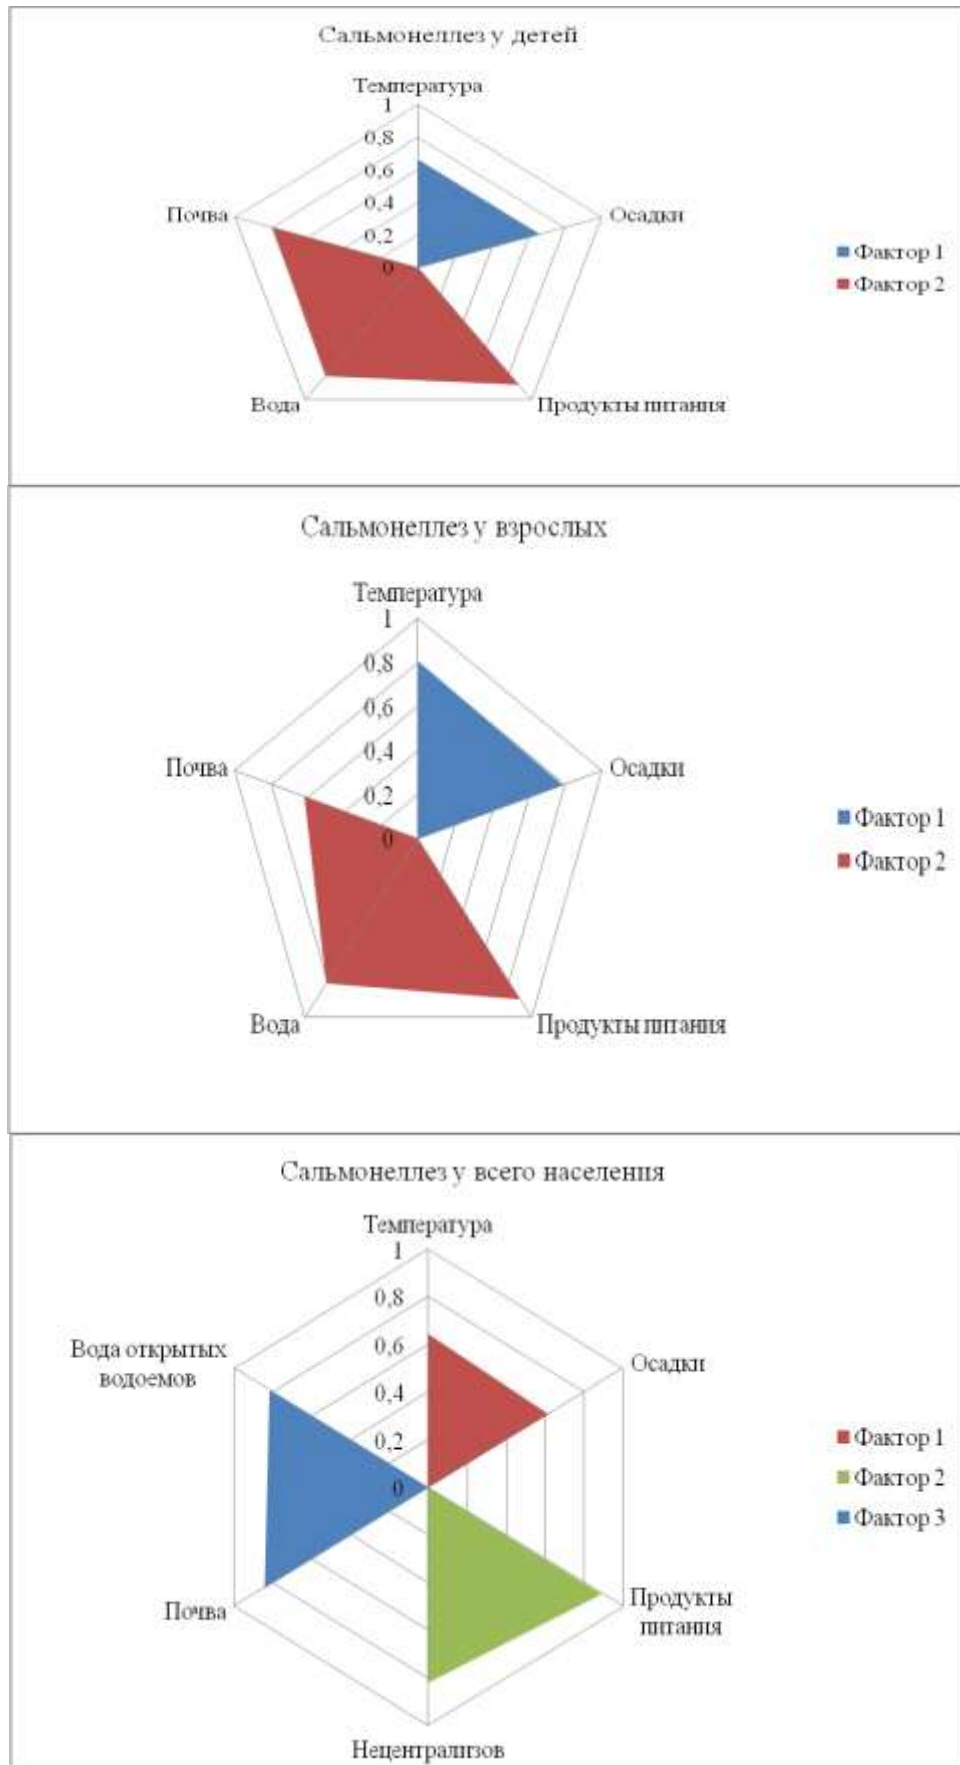 Сальмонеллез у детей
Температура
1
0,8
0,6
0,4
0,2
0
Почва
Осадки
Вода
Продукты питания
Фактор 1
Фактор 2
Сальмонеллез у взрослых
Температура
1
0,8
0,6
0,4
0,2
0
Почва
Осадки
Вода
Продукты питания
Фактор 1
Фактор 2
Сальмонеллез у всего населения
Температура
1
0,8
0,6
0,4
0,2
0
Вода открытых
водоемов
Осадки
Почва
Продукты
питания
Нецентрализов
Фактор 1
Фактор 2
Фактор 3